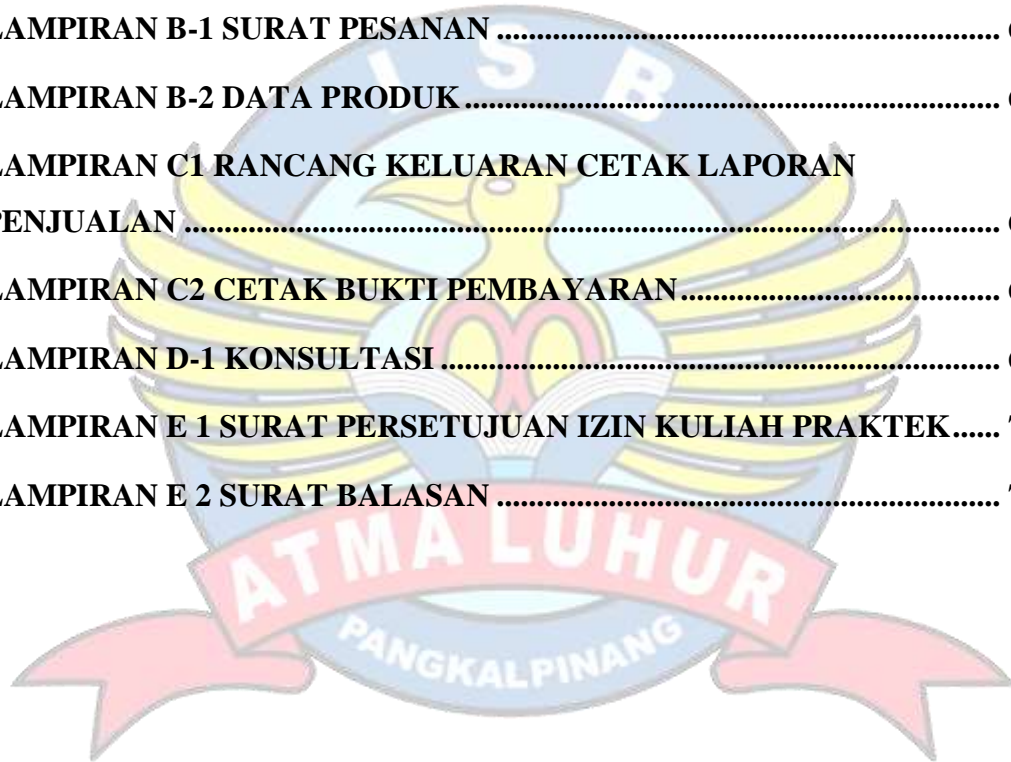 LAMPIRAN B-1 SURAT PESANAN ................................................................
LAMPIRAN B-2 DATA PRODUK ....................................................................
LAMPIRAN C1 RANCANG KELUARAN CETAK LAPORAN
PENJUALAN ........................................................................................................
LAMPIRAN C2 CETAK BUKTI PEMBAYARAN .........................................
LAMPIRAN D-1 KONSULTASI .......................................................................
LAMPIRAN E 1 SURAT PERSETUJUAN IZIN KULIAH PRAKTEK ......
LAMPIRAN E 2 SURAT BALASAN ................................................................
I S B
ATMA LUHUR
PANGKALPINANG